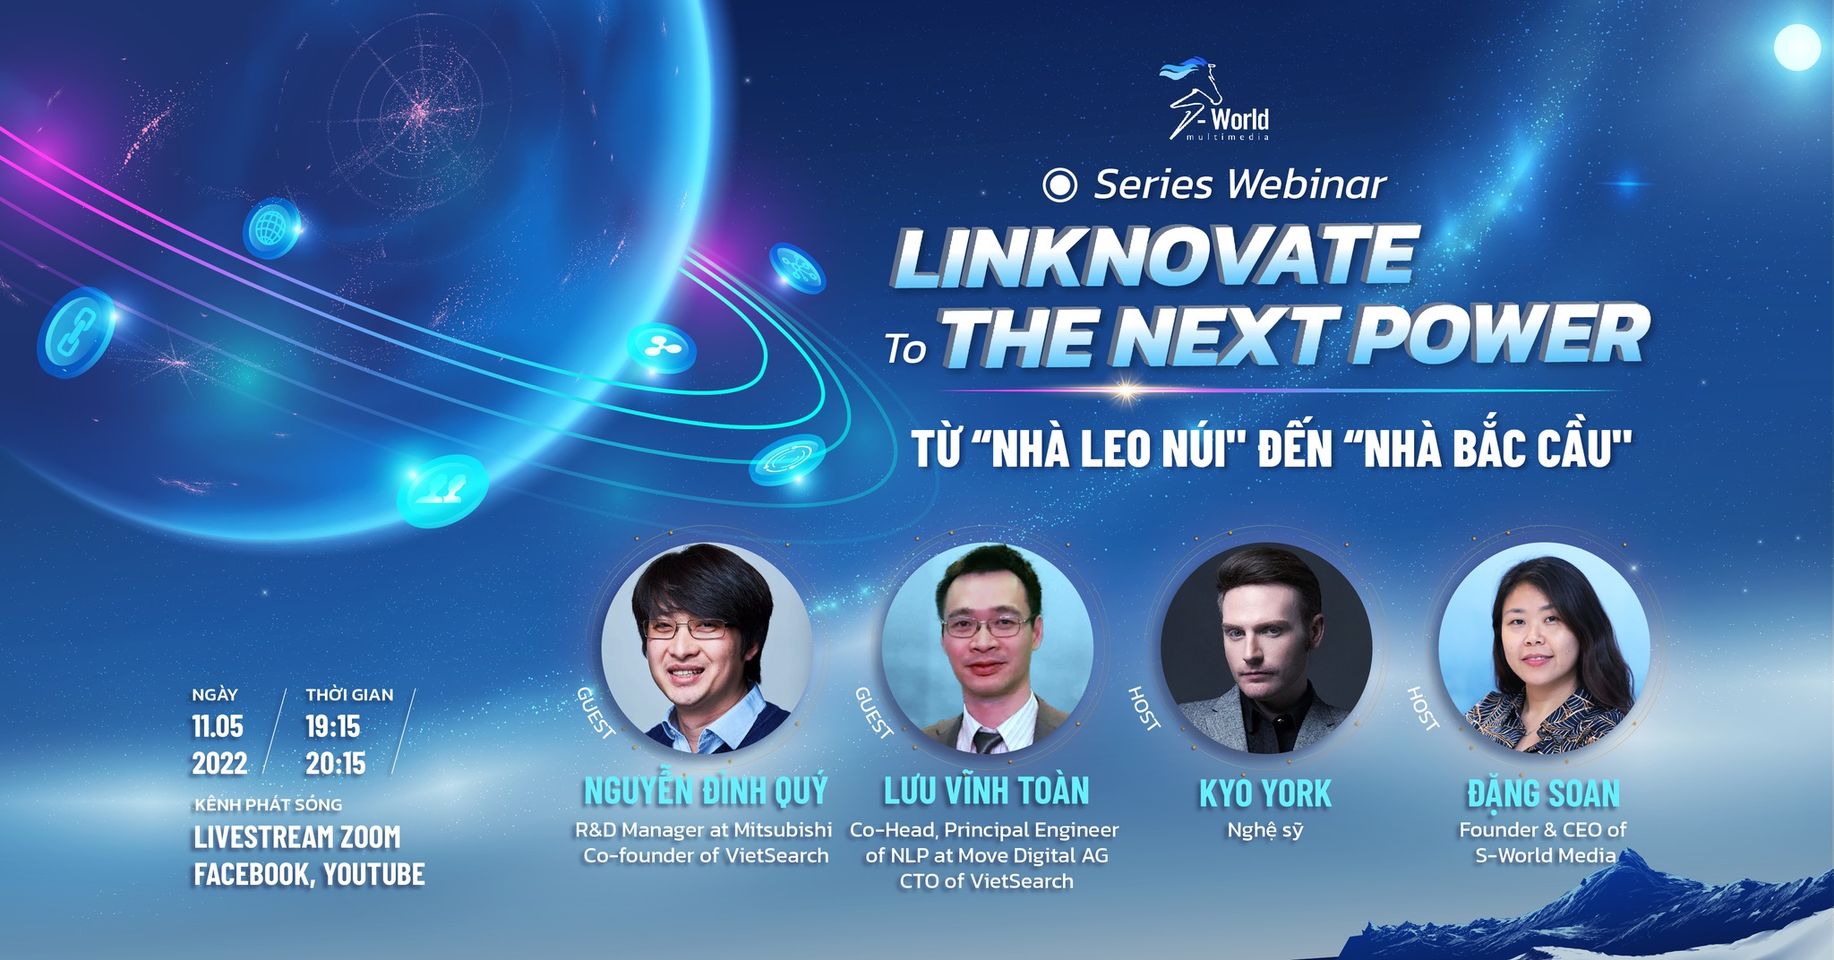 - World
multimedia
Series Webinar
LINKNOVATE
To THE NEXT POWER
TỪ “NHÀ LEO NÚI" ĐẾN “NHÀ BẮC CẦU"
GUEST
NGUYỄN ĐÌNH QUÝ
R&D Manager at Mitsubishi
Co-founder of VietSearch
GUEST
LƯU VĨNH TOÀN
Co-Head, Principal Engineer
of NLP at Move Digital AG
CTO of VietSearch
HOST
KYO YORK
Nghệ sỹ
HOST
ĐẶNG SOAN
Founder & CEO of
S-World Media
NGÀY
11.05
2022
THỜI GIAN
19:15
20:15
KÊNH PHÁT SÓNG
LIVESTREAM ZOOM
FACEBOOK, YOUTUBE